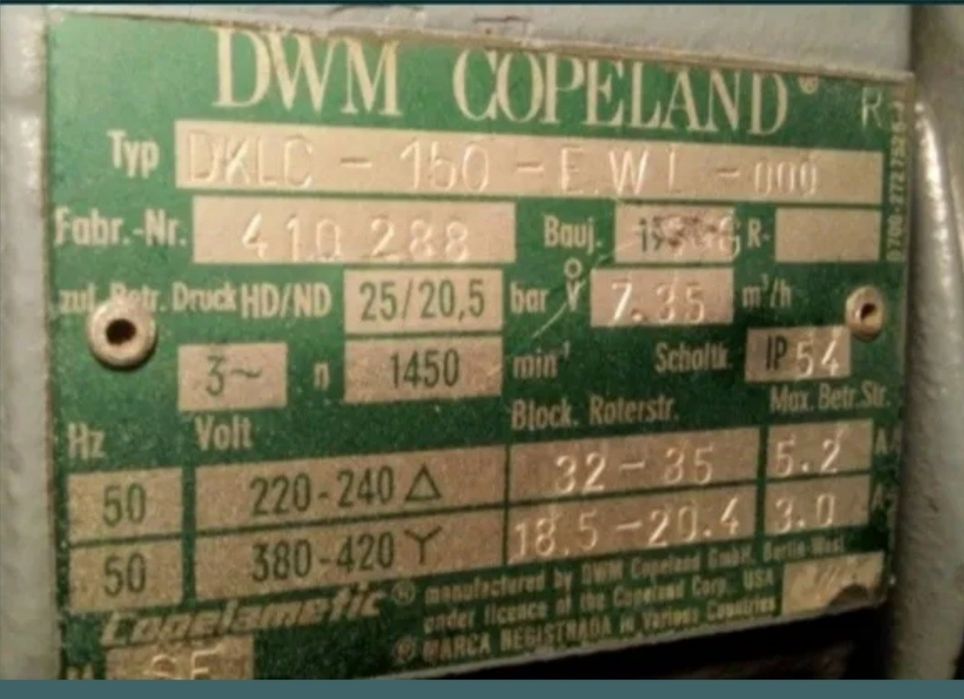 DWM COPELAND® R
Typ DKLC - 150 - E.W L - 000
Fabr.-Nr. 410 288 Bauj. R-
zul. Betr. Druck HD/ND 25/20,5 bar V̊ 7.35 m³/h
3~ n 1450 min⁻¹ Schutk. IP 54
Hz Volt Block. Roterstr. Max. Betr. Str.
50 220-240 △ 32 - 35 5.2 A
50 380-420 Y 18.5 - 20.4 3.0 A
Copelametic ® manufactured by DWM Copeland GmbH, Berlin-West
under licence of the Copeland Corp., USA
® MARCA REGISTRADA in Various Countries